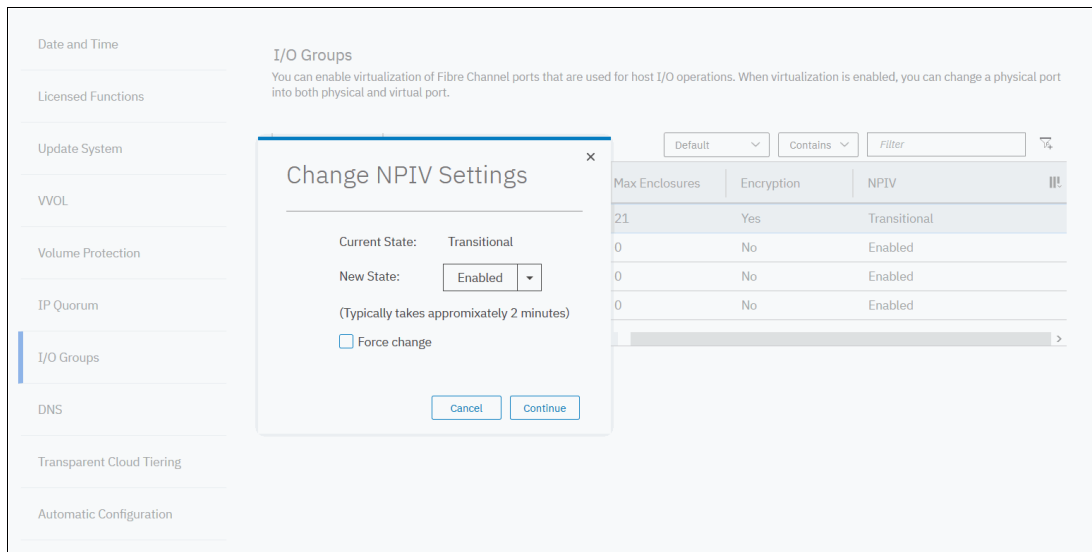 Date and Time
Licensed Functions
Update System
VVOL
Volume Protection
IP Quorum
I/O Groups
DNS
Transparent Cloud Tiering
Automatic Configuration
I/O Groups
You can enable virtualization of Fibre Channel ports that are used for host I/O operations. When virtualization is enabled, you can change a physical port
into both physical and virtual port.
Default Contains Filter
Max Enclosures Encryption NPIV
21 Yes Transitional
0 No Enabled
0 No Enabled
0 No Enabled
Change NPIV Settings
Current State: Transitional
New State: Enabled
(Typically takes appromixately 2 minutes)
Force change
Cancel Continue